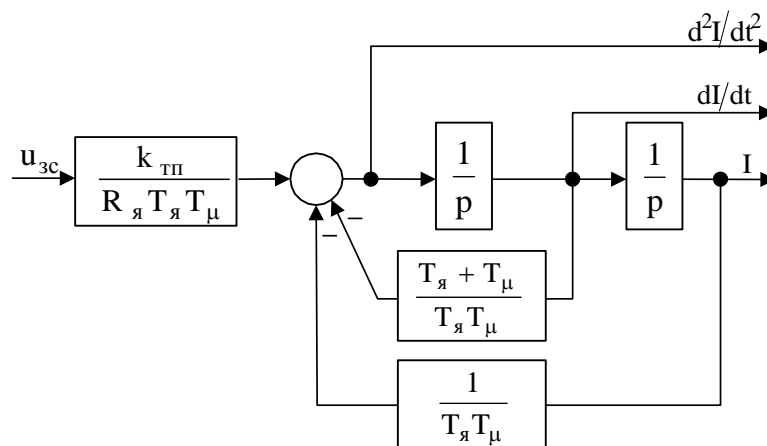 d²I/dt²
dI/dt
u_зс
k_тп
R_я T_я T_μ
1
p
1
p
I
–
–
T_я + T_μ
T_я T_μ
1
T_я T_μ